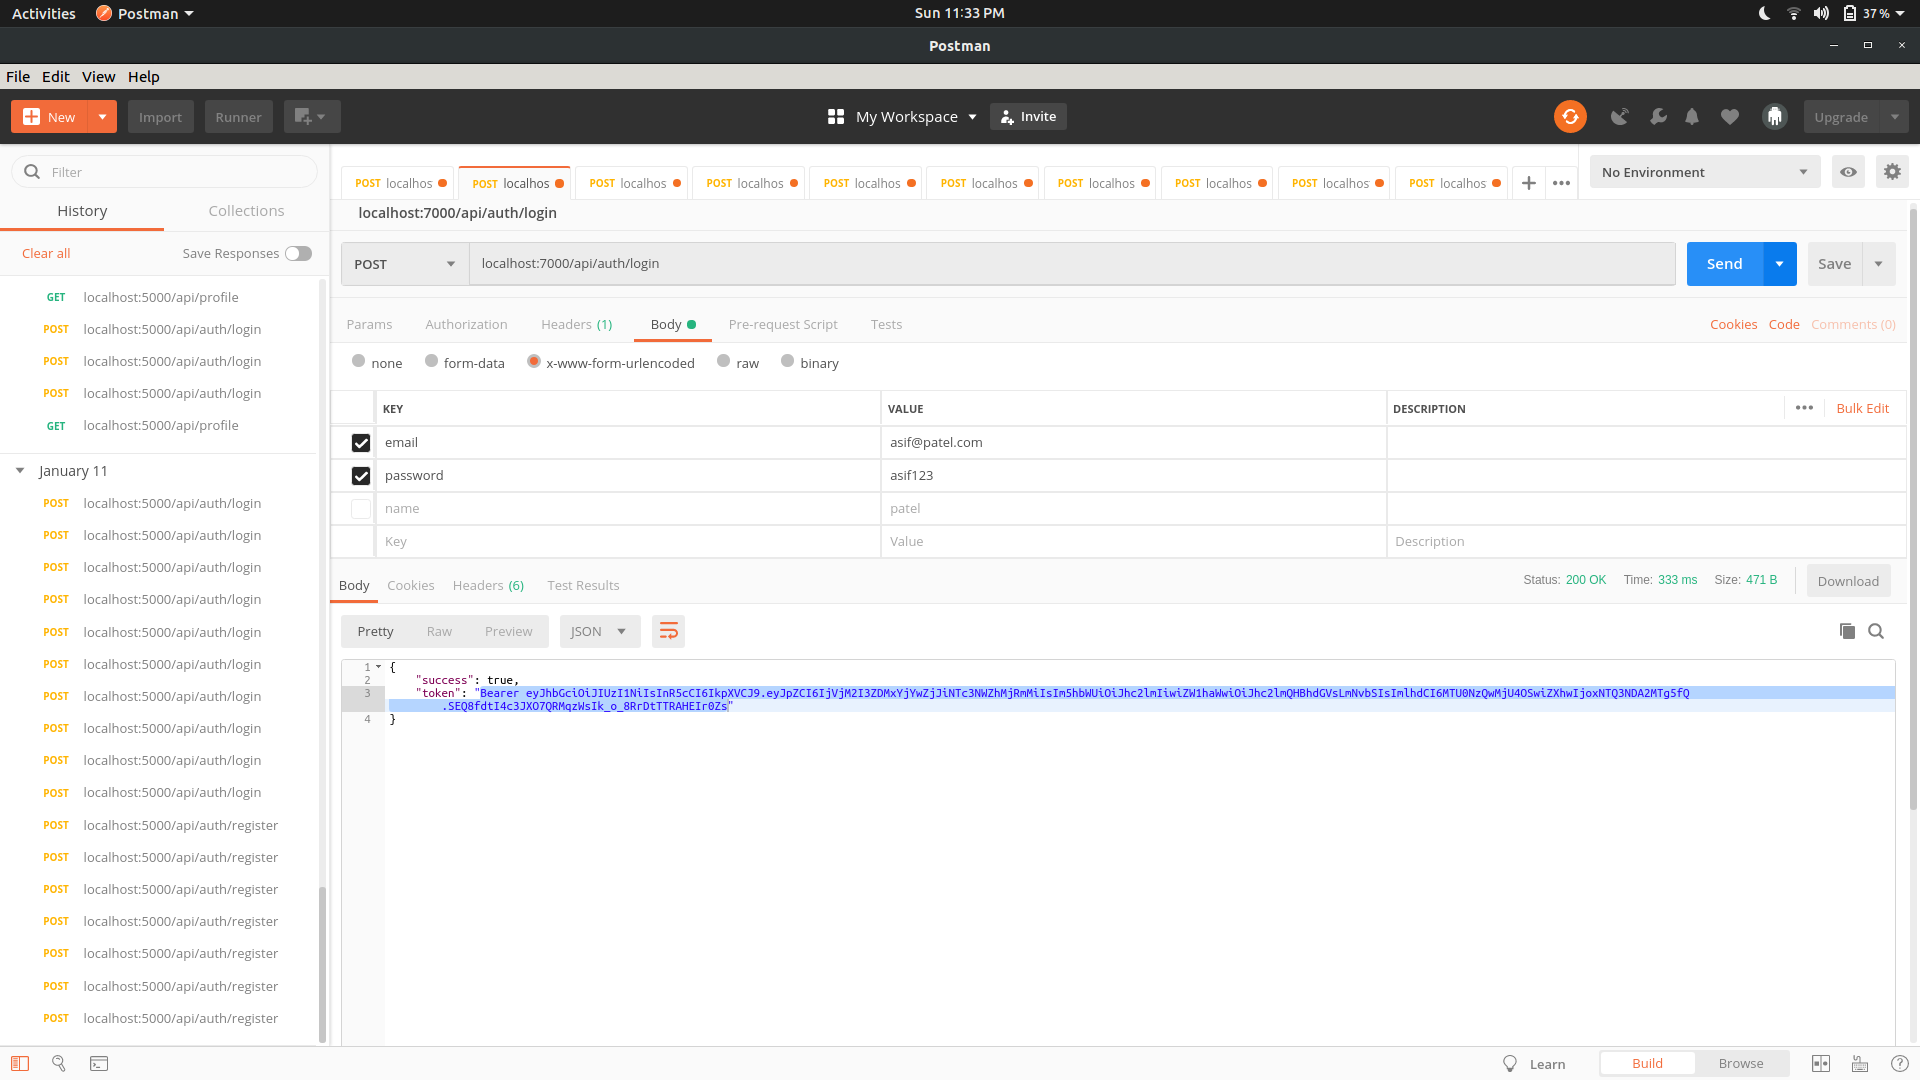 Activities Postman Sun 11:33 PM 37 %
Postman
File Edit View Help
New Import Runner My Workspace Invite Upgrade
Filter
History Collections
Clear all Save Responses
GET localhost:5000/api/profile
POST localhost:5000/api/auth/login
POST localhost:5000/api/auth/login
POST localhost:5000/api/auth/login
GET localhost:5000/api/profile
January 11
POST localhost:5000/api/auth/login
POST localhost:5000/api/auth/login
POST localhost:5000/api/auth/login
POST localhost:5000/api/auth/login
POST localhost:5000/api/auth/login
POST localhost:5000/api/auth/login
POST localhost:5000/api/auth/login
POST localhost:5000/api/auth/login
POST localhost:5000/api/auth/login
POST localhost:5000/api/auth/login
POST localhost:5000/api/auth/register
POST localhost:5000/api/auth/register
POST localhost:5000/api/auth/register
POST localhost:5000/api/auth/register
POST localhost:5000/api/auth/register
POST localhost:5000/api/auth/register
POST localhost:5000/api/auth/register
POST localhos POST localhos POST localhos POST localhos POST localhos POST localhos POST localhos POST localhos POST localhos POST localhos No Environment
localhost:7000/api/auth/login
POST localhost:7000/api/auth/login Send Save
Params Authorization Headers (1) Body Pre-request Script Tests Cookies Code Comments (0)
none form-data x-www-form-urlencoded raw binary
KEY VALUE DESCRIPTION Bulk Edit
email asif@patel.com
password asif123
name patel
Key Value Description
Body Cookies Headers (6) Test Results Status: 200 OK Time: 333 ms Size: 471 B Download
Pretty Raw Preview JSON
1 {
2 "success": true,
3 "token": "Bearer eyJhbGciOiJIUzI1NiIsInR5cCI6IkpXVCJ9.eyJpZCI6IjVjM2I3ZDMxYjYwZjJiNTc3NWZhMjRmMiIsIm5hbWUiOiJhc2lmIiwiZW1haWwiOiJhc2lmQHBhdGVsLmNvbSIsImlhdCI6MTU0NzQwMjU4OSwiZXhwIjoxNTQ3NDA2MTg5fQ
.SEQ8fdtI4c3JXO7QRMqzWsIk_o_8RrDtTTRAHEIr0Zs"
4 }
Learn Build Browse